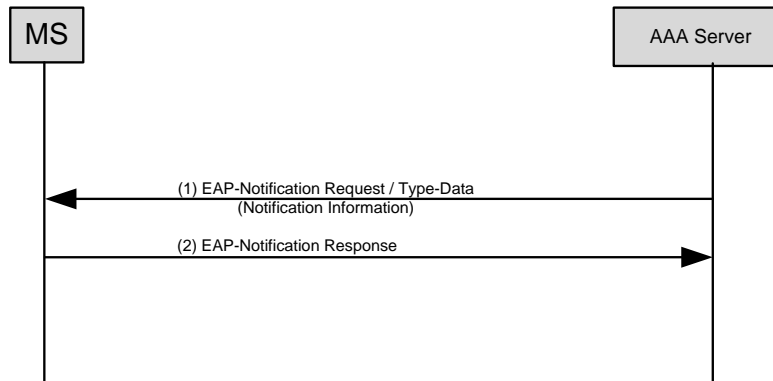 MS
AAA Server
(1) EAP-Notification Request / Type-Data
(Notification Information)
(2) EAP-Notification Response